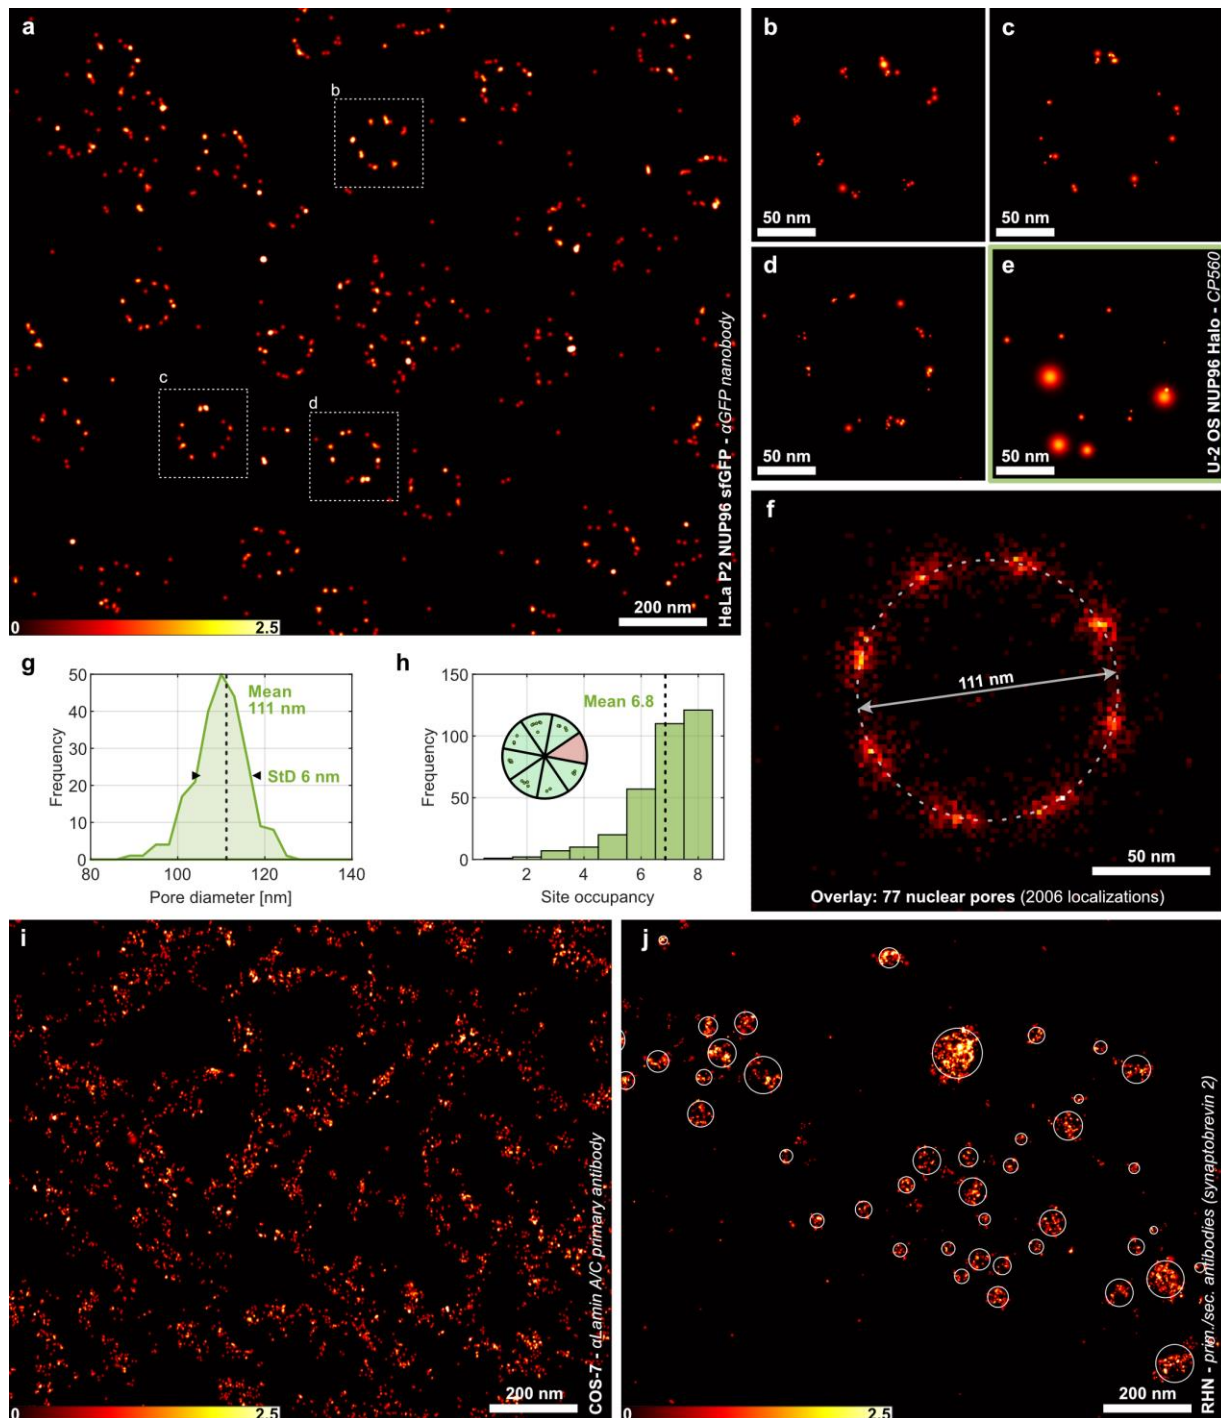 a
b
c
d
HeLa P2 NUP96 sfGFP - αGFP nanobody
200 nm
0
2.5
b
50 nm
c
50 nm
d
50 nm
e
50 nm
U-2 OS NUP96 Halo - CP560
f
111 nm
50 nm
Overlay: 77 nuclear pores (2006 localizations)
g
Frequency
50
40
30
20
10
0
Mean
111 nm
StD 6 nm
80
100
120
140
Pore diameter [nm]
h
Frequency
150
100
50
0
Mean 6.8
2
4
6
8
Site occupancy
i
COS-7 - αLamin A/C primary antibody
200 nm
0
2.5
j
RHN - prim./sec. antibodies (synaptobrevin 2)
200 nm
0
2.5